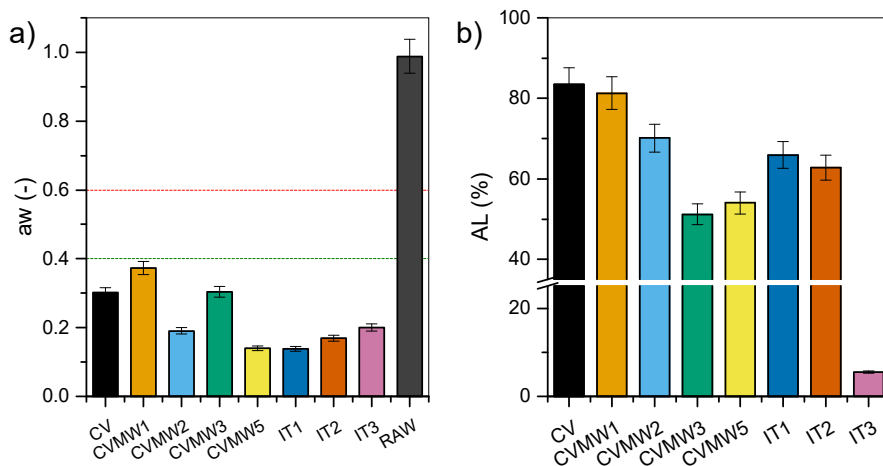 a)
aw (-)
1.0
0.8
0.6
0.4
0.2
0.0
CV
CVMW1
CVMW2
CVMW3
CVMW5
IT1
IT2
IT3
RAW
b)
AL (%)
100
80
60
40
20
0
CV
CVMW1
CVMW2
CVMW3
CVMW5
IT1
IT2
IT3